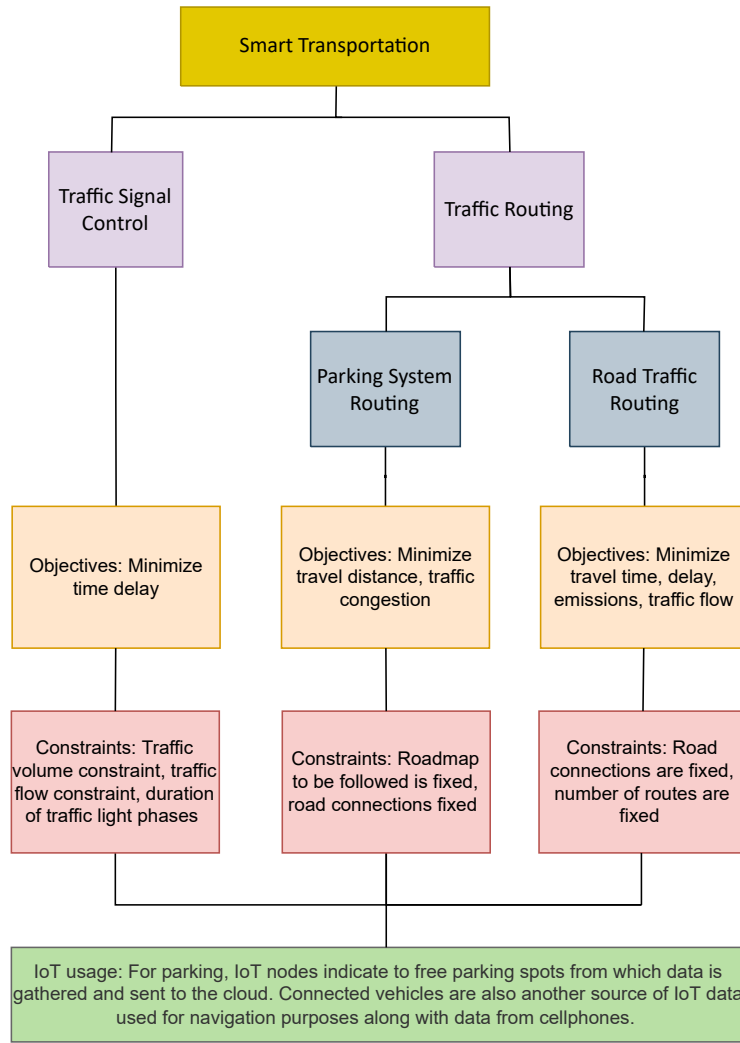 Smart Transportation
Traffic Signal
Control
Traffic Routing
Parking System
Routing
Road Traffic
Routing
Objectives: Minimize
time delay
Objectives: Minimize
travel distance, traffic
congestion
Objectives: Minimize
travel time, delay,
emissions, traffic flow
Constraints: Traffic
volume constraint, traffic
flow constraint, duration
of traffic light phases
Constraints: Roadmap
to be followed is fixed,
road connections fixed
Constraints: Road
connections are fixed,
number of routes are
fixed
IoT usage: For parking, IoT nodes indicate to free parking spots from which data is
gathered and sent to the cloud. Connected vehicles are also another source of IoT data
used for navigation purposes along with data from cellphones.